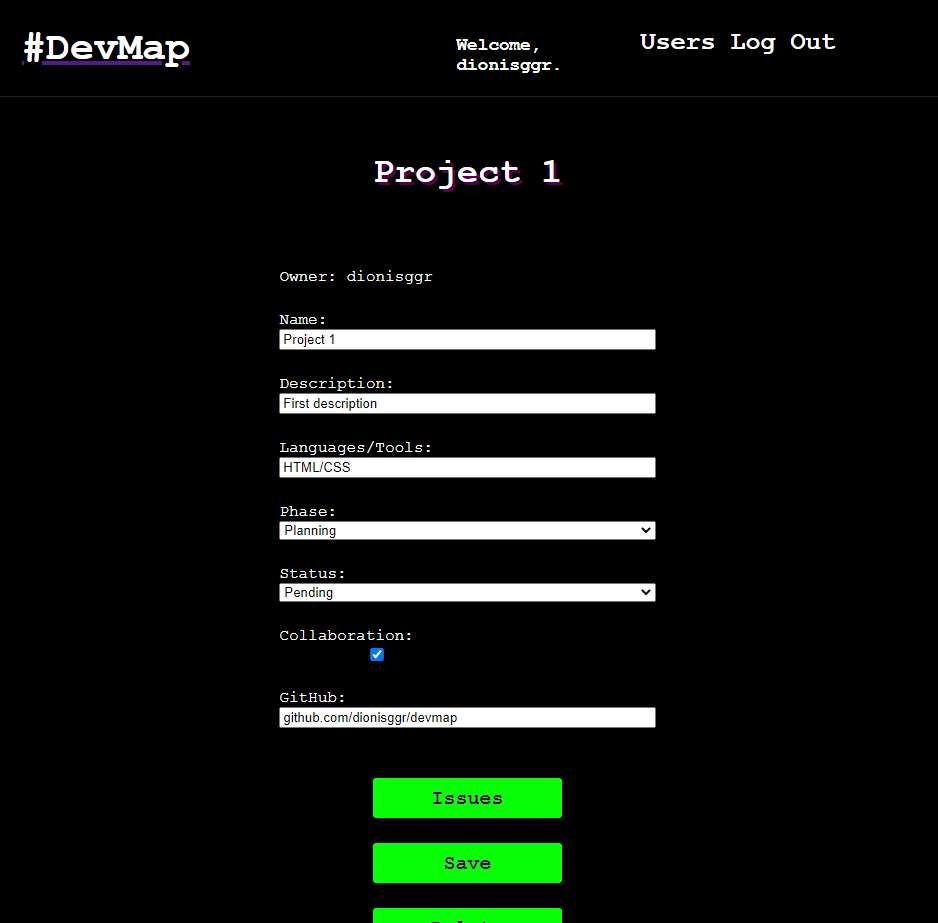 #DevMap
Welcome,
dionisggr.
Users Log Out
Project 1
Owner: dionisggr
Name:
Project 1
Description:
First description
Languages/Tools:
HTML/CSS
Phase:
Planning
Status:
Pending
Collaboration:
GitHub:
github.com/dionisggr/devmap
Issues
Save